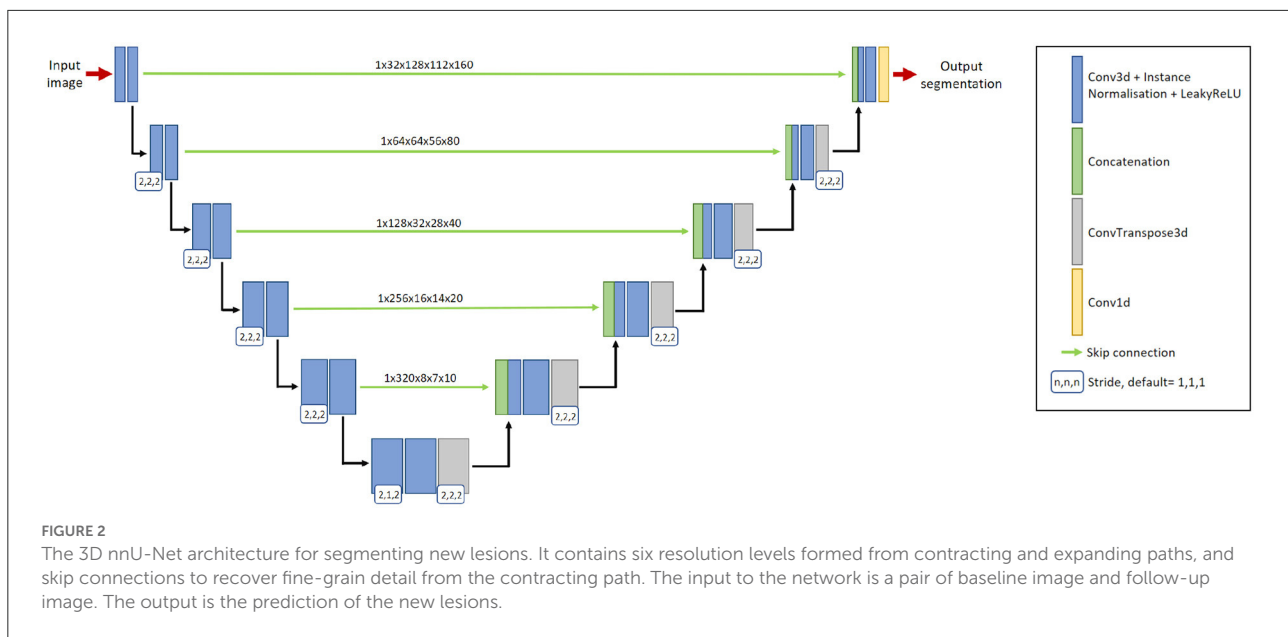 Input
image
1x32x128x112x160
Output
segmentation
1x64x64x56x80
2,2,2
2,2,2
1x128x32x28x40
2,2,2
2,2,2
1x256x16x14x20
2,2,2
2,2,2
1x320x8x7x10
2,2,2
2,2,2
2,1,2
2,2,2
Conv3d + Instance
Normalisation + LeakyReLU
Concatenation
ConvTranspose3d
Conv1d
Skip connection
n,n,n Stride, default= 1,1,1
FIGURE 2
The 3D nnU-Net architecture for segmenting new lesions. It contains six resolution levels formed from contracting and expanding paths, and
skip connections to recover fine-grain detail from the contracting path. The input to the network is a pair of baseline image and follow-up
image. The output is the prediction of the new lesions.